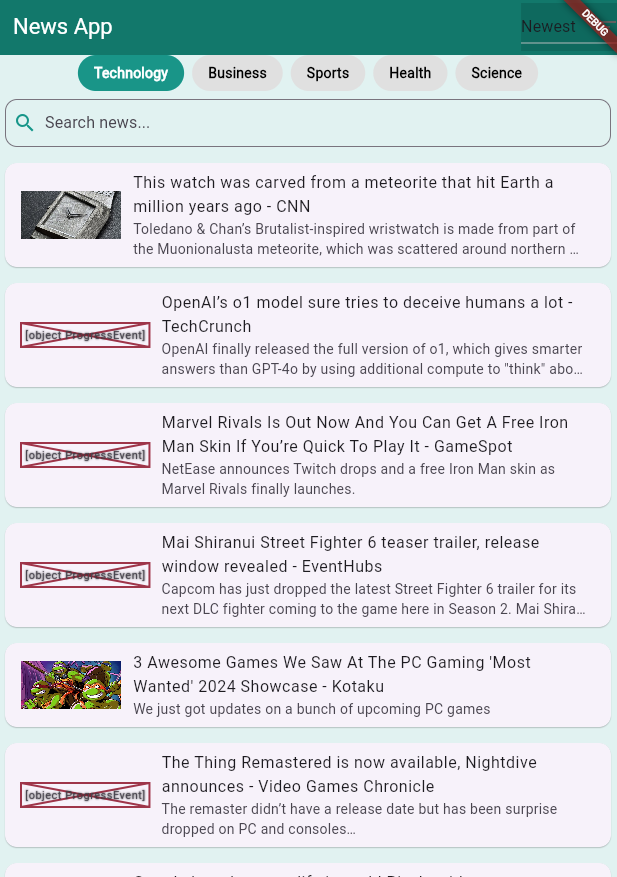 News App
Newest
DEBUG
Technology
Business
Sports
Health
Science
Search news...
This watch was carved from a meteorite that hit Earth a
million years ago - CNN
Toledano & Chan’s Brutalist-inspired wristwatch is made from part of
the Muonionalusta meteorite, which was scattered around northern …
[object ProgressEvent]
OpenAI’s o1 model sure tries to deceive humans a lot -
TechCrunch
OpenAI finally released the full version of o1, which gives smarter
answers than GPT-4o by using additional compute to "think" abo…
[object ProgressEvent]
Marvel Rivals Is Out Now And You Can Get A Free Iron
Man Skin If You’re Quick To Play It - GameSpot
NetEase announces Twitch drops and a free Iron Man skin as
Marvel Rivals finally launches.
[object ProgressEvent]
Mai Shiranui Street Fighter 6 teaser trailer, release
window revealed - EventHubs
Capcom has just dropped the latest Street Fighter 6 trailer for its
next DLC fighter coming to the game here in Season 2. Mai Shira…
3 Awesome Games We Saw At The PC Gaming 'Most
Wanted' 2024 Showcase - Kotaku
We just got updates on a bunch of upcoming PC games
[object ProgressEvent]
The Thing Remastered is now available, Nightdive
announces - Video Games Chronicle
The remaster didn’t have a release date but has been surprise
dropped on PC and consoles…